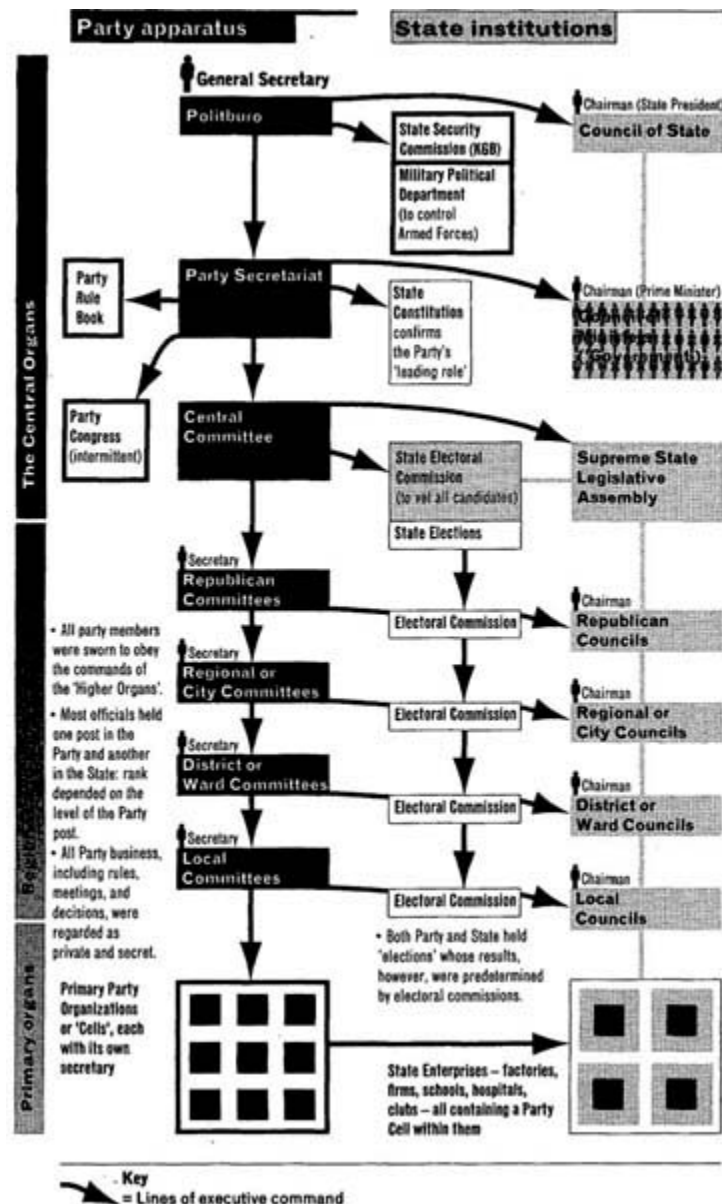 Party apparatus
State institutions
General Secretary
Politburo
Chairman (State President)
Council of State
State Security
Commission (KGB)
Military Political
Department
(to control
Armed Forces)
The Central Organs
Party
Rule
Book
Party Secretariat
State
Constitution
confirms
the Party's
'leading role'
Chairman (Prime Minister)
Council of
Ministers
('Government')
Party
Congress
(intermittent)
Central
Committee
State Electoral
Commission
(to vet all candidates)
State Elections
Supreme State
Legislative
Assembly
Secretary
Republican
Committees
Electoral Commission
Chairman
Republican
Councils
• All party members
were sworn to obey
the commands of
the 'Higher Organs'.
• Most officials held
one post in the
Party and another
in the State: rank
depended on the
level of the Party
post.
• All Party business,
including rules,
meetings, and
decisions, were
regarded as
private and secret.
Secretary
Regional or
City Committees
Electoral Commission
Chairman
Regional or
City Councils
Secretary
District or
Ward Committees
Electoral Commission
Chairman
District or
Ward Councils
Secretary
Local
Committees
Electoral Commission
Chairman
Local
Councils
• Both Party and State held
'elections' whose results,
however, were predetermined
by electoral commissions.
Primary organs
Primary Party
Organizations
or 'Cells', each
with its own
secretary
State Enterprises – factories,
firms, schools, hospitals,
clubs – all containing a Party
Cell within them
Key
= Lines of executive command